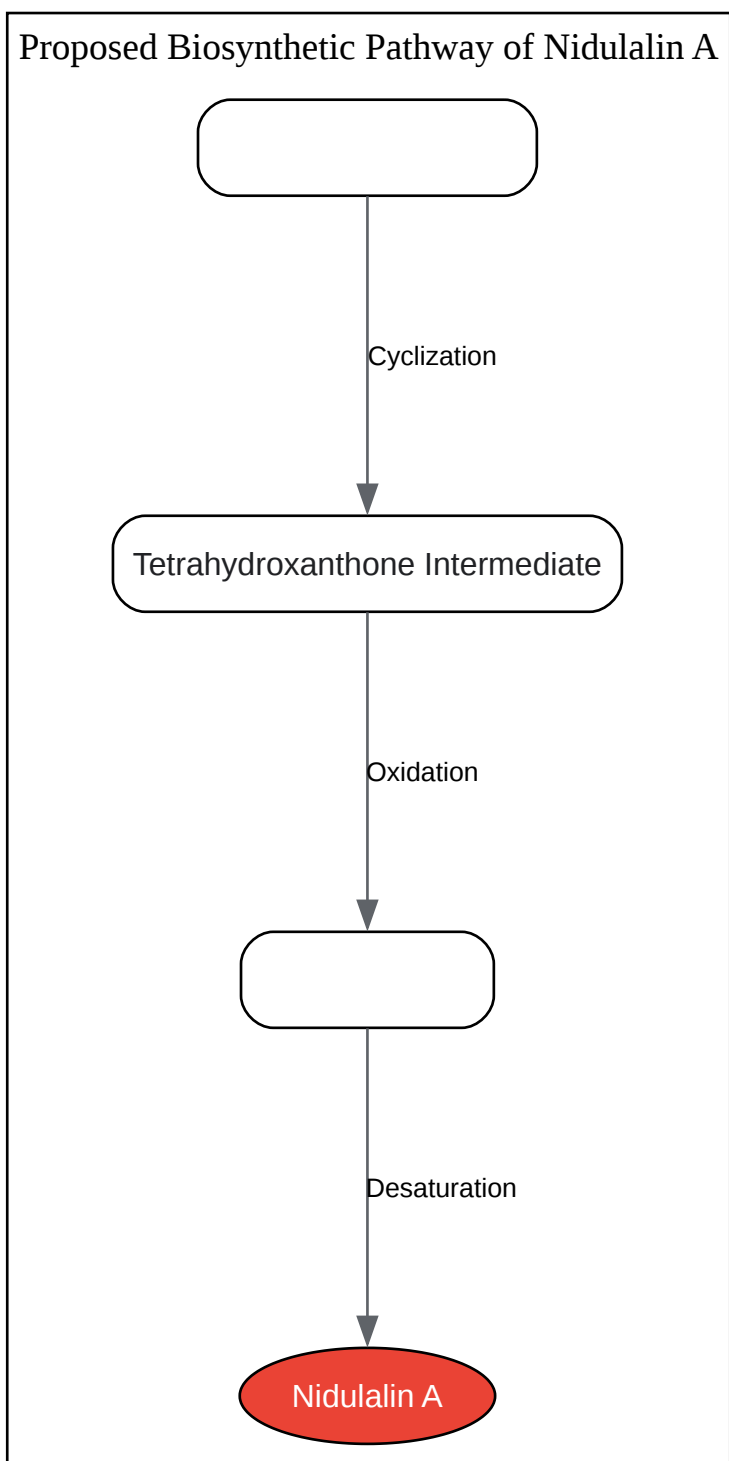 Proposed Biosynthetic Pathway of Nidulalin A
Cyclization
Tetrahydroxanthone Intermediate
Oxidation
Desaturation
Nidulalin A